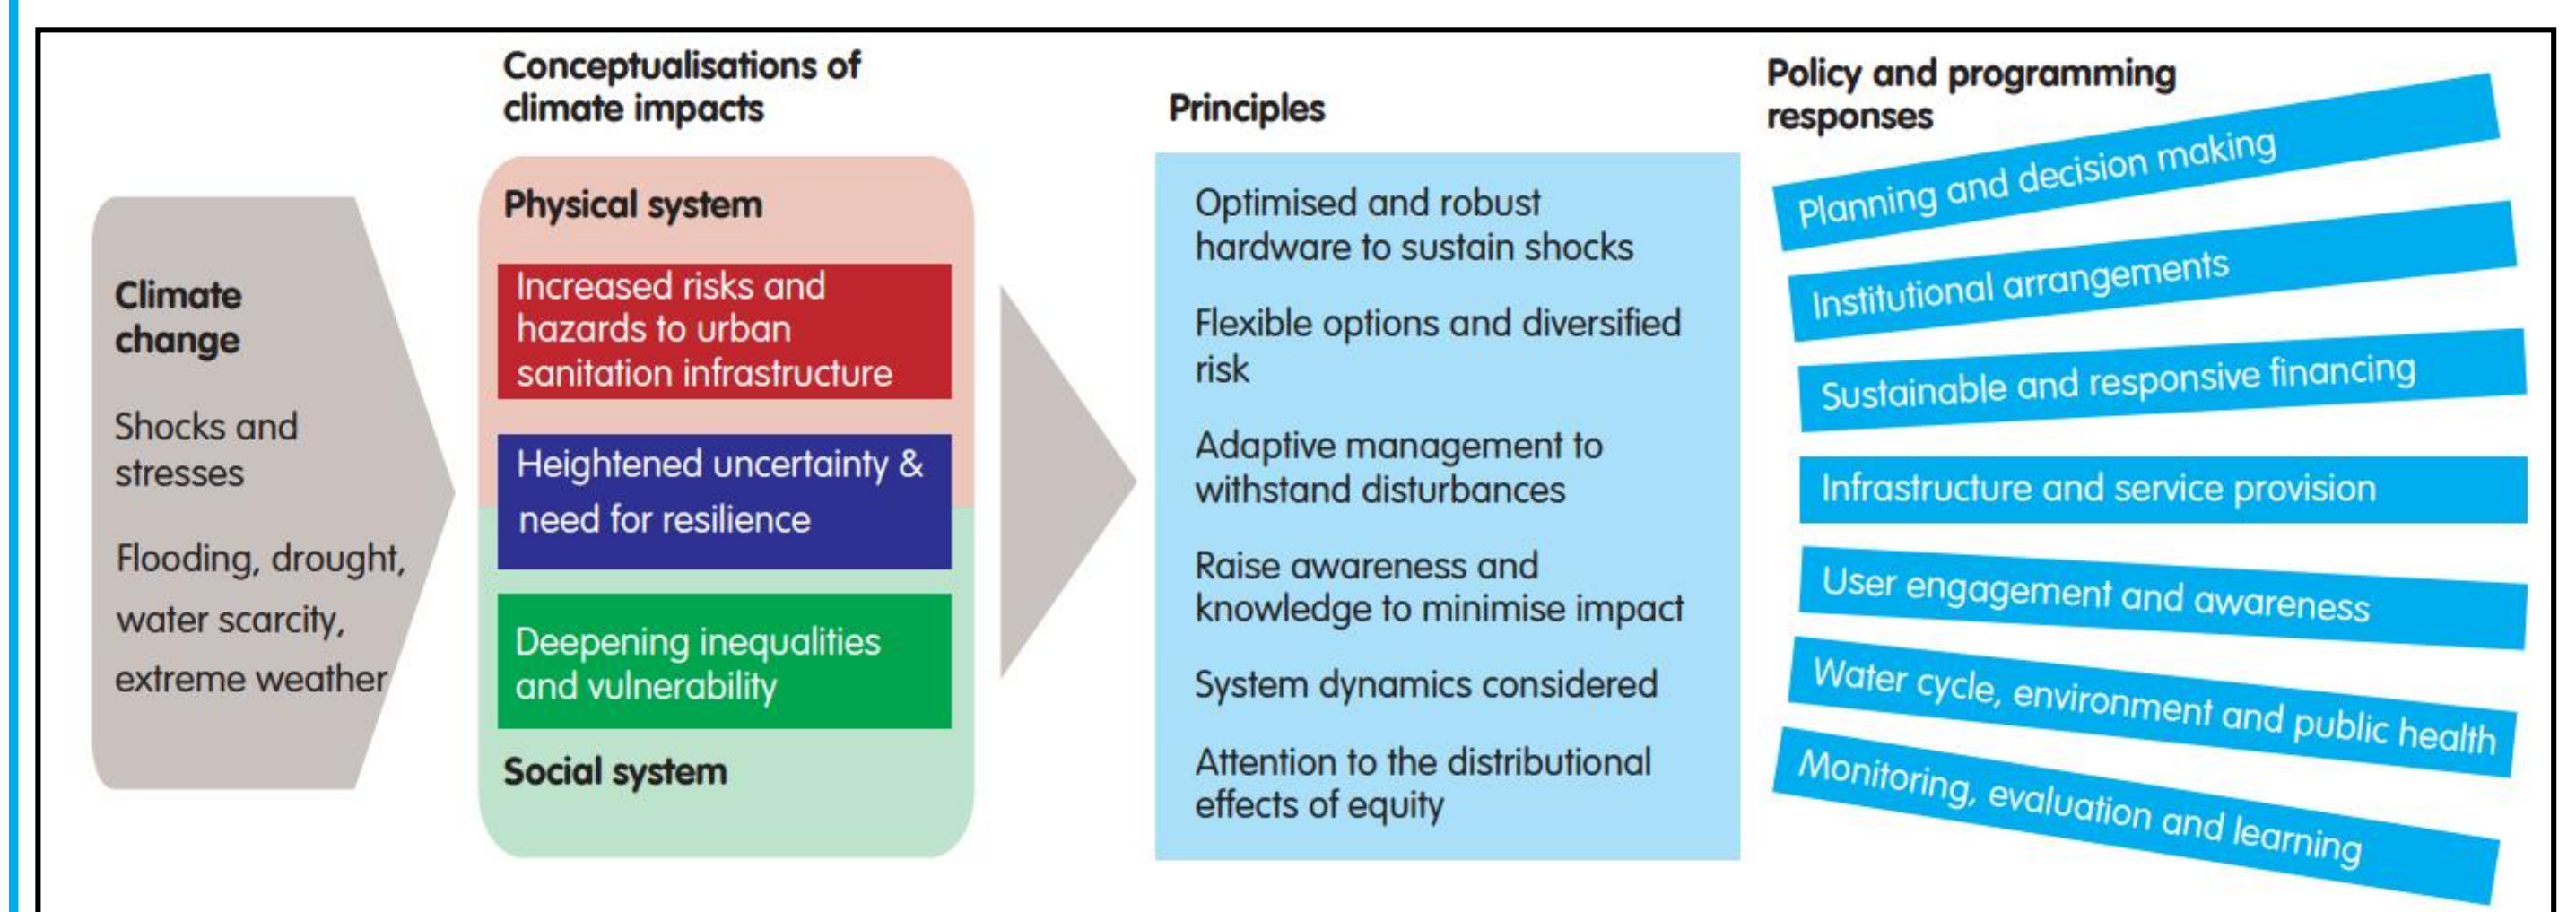 Climate
change
Shocks and
stresses
Flooding, drought,
water scarcity,
extreme weather
Conceptualisations of
climate impacts
Physical system
Increased risks and
hazards to urban
sanitation infrastructure
Heightened uncertainty &
need for resilience
Deepening inequalities
and vulnerability
Social system
Principles
Optimised and robust
hardware to sustain shocks
Flexible options and diversified
risk
Adaptive management to
withstand disturbances
Raise awareness and
knowledge to minimise impact
System dynamics considered
Attention to the distributional
effects of equity
Policy and programming
responses
Planning and decision making
Institutional arrangements
Sustainable and responsive financing
Infrastructure and service provision
User engagement and awareness
Water cycle, environment and public health
Monitoring, evaluation and learning